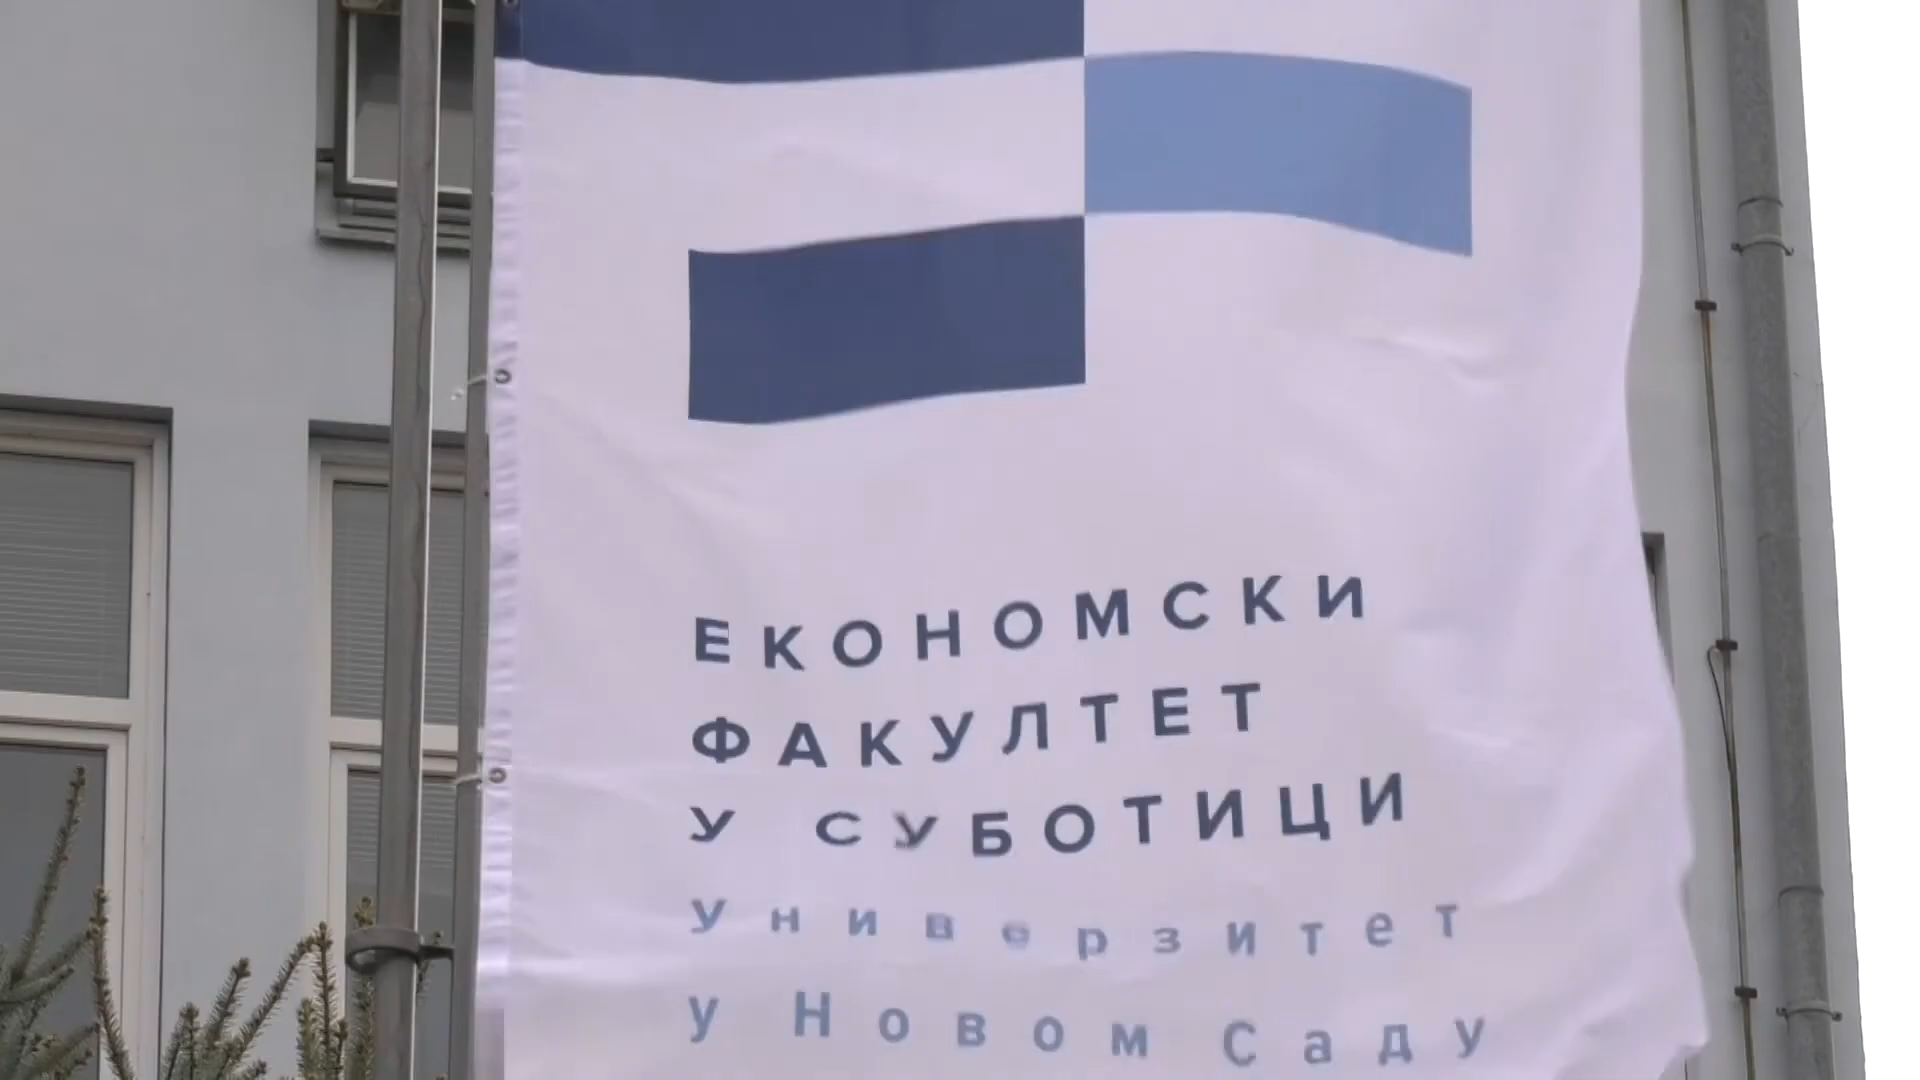 ЕКОНОМСКИ
ФАКУЛТЕТ
У СУБОТИЦИ
Универзитет
у Новом Саду